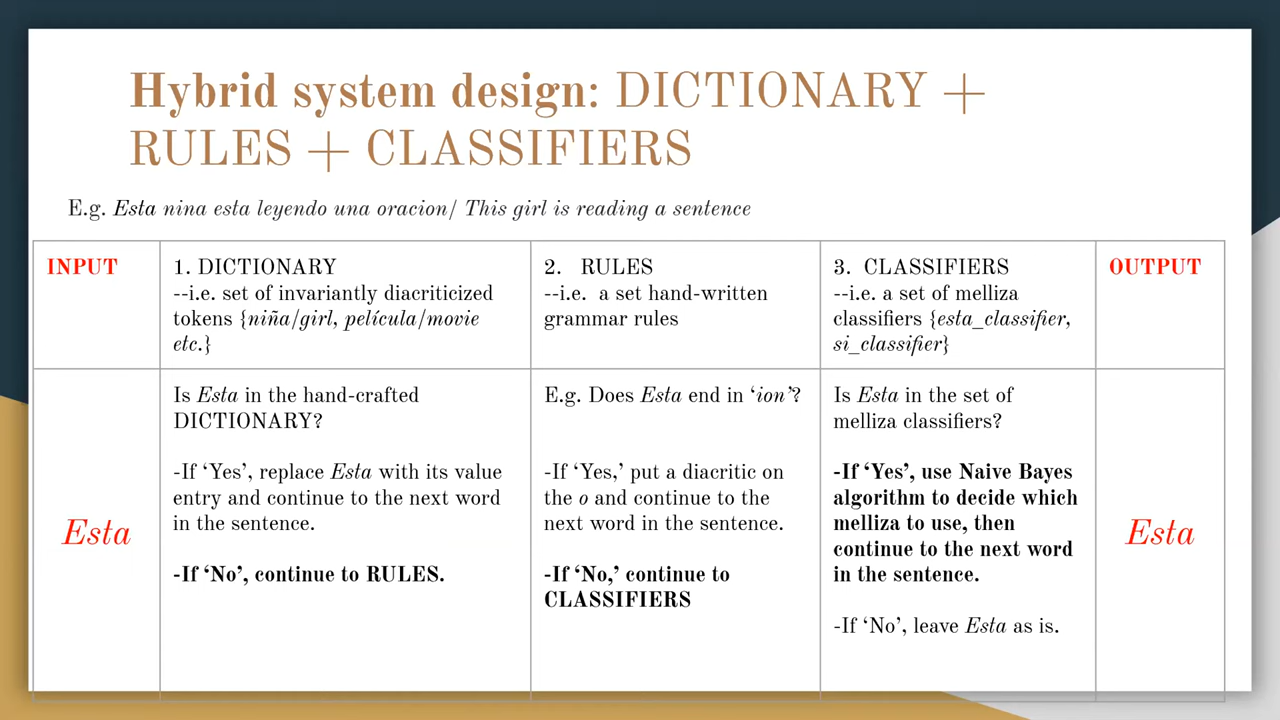 Hybrid system design: DICTIONARY +
RULES + CLASSIFIERS
E.g. Esta nina esta leyendo una oracion/ This girl is reading a sentence
INPUT
1. DICTIONARY
--i.e. set of invariantly diacriticized
tokens {niña/girl, película/movie
etc.}
2. RULES
--i.e. a set hand-written
grammar rules
3. CLASSIFIERS
--i.e. a set of melliza
classifiers {esta_classifier,
si_classifier}
OUTPUT
Esta
Is Esta in the hand-crafted
DICTIONARY?
-If ‘Yes’, replace Esta with its value
entry and continue to the next word
in the sentence.
-If ‘No’, continue to RULES.
E.g. Does Esta end in ‘ion’?
-If ‘Yes,’ put a diacritic on
the o and continue to the
next word in the sentence.
-If ‘No,’ continue to
CLASSIFIERS
Is Esta in the set of
melliza classifiers?
-If ‘Yes’, use Naive Bayes
algorithm to decide which
melliza to use, then
continue to the next word
in the sentence.
-If ‘No’, leave Esta as is.
Esta